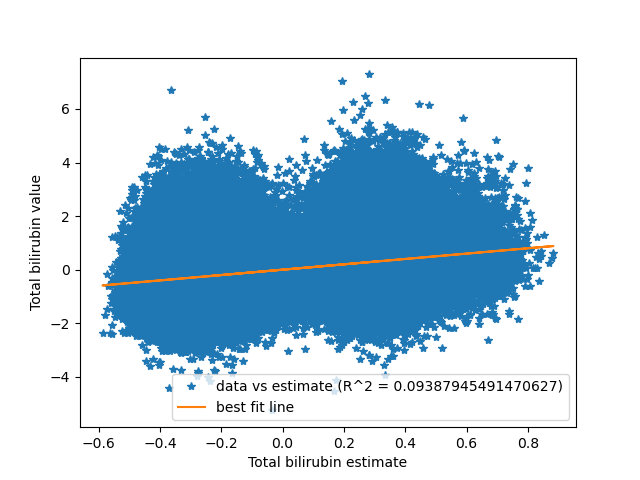 6
4
2
0
−2
−4
Total bilirubin value
data vs estimate (R^2 = 0.09387945491470627)
best fit line
−0.6 −0.4 −0.2 0.0 0.2 0.4 0.6 0.8
Total bilirubin estimate